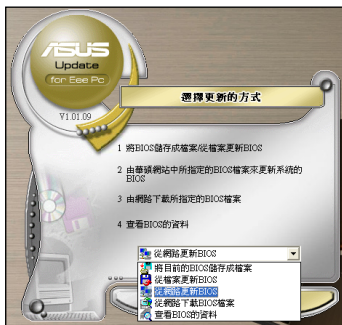 ASUS
Update
for Eee Pc
V1.01.09
選擇更新的方式
1 將BIOS儲存成檔案/從檔案更新BIOS
2 由華碩網站中所指定的BIOS檔案來更新系統的
BIOS
3 由網路下載所指定的BIOS檔案
4 查看BIOS的資料
從網路更新BIOS
將目前的BIOS儲存成檔案
從檔案更新BIOS
從網路更新BIOS
從網路下載BIOS檔案
查看BIOS的資料